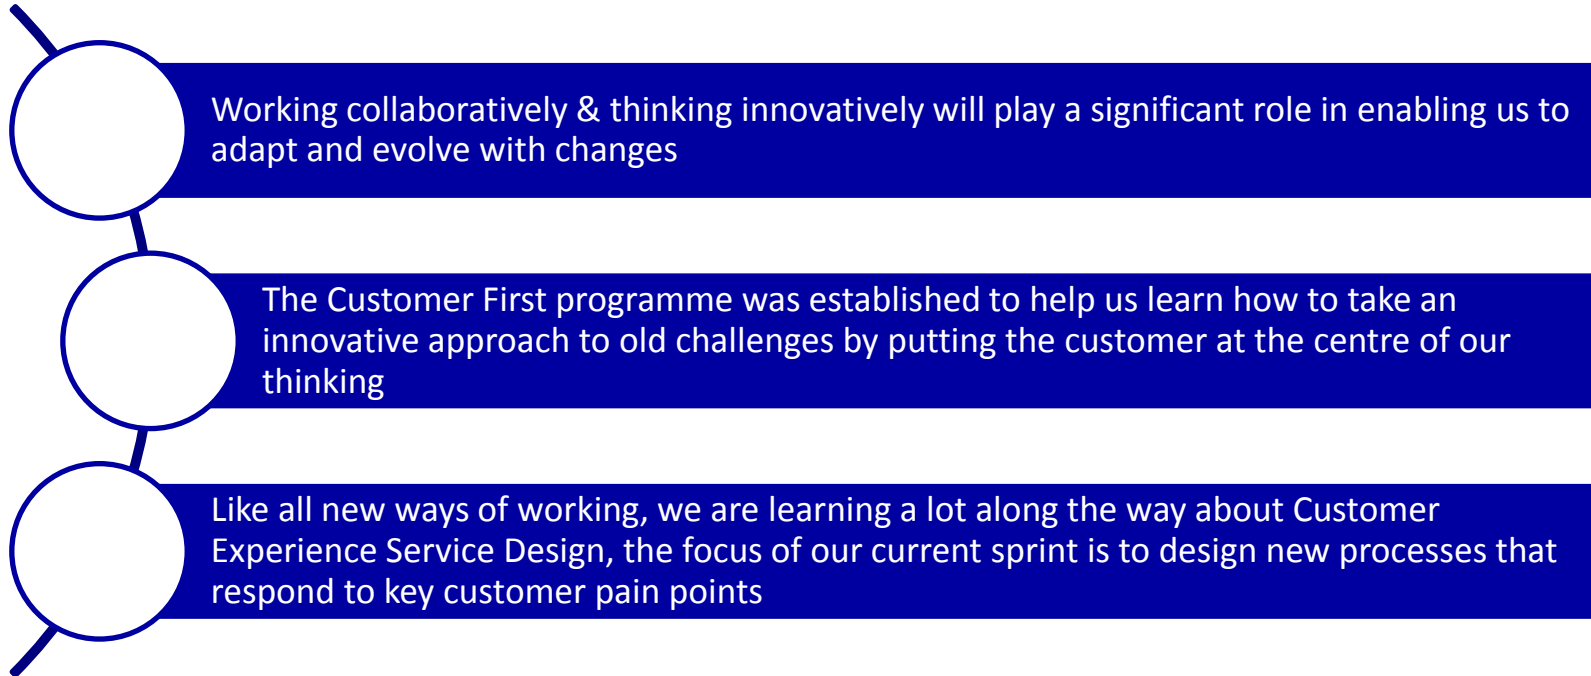 Working collaboratively & thinking innovatively will play a significant role in enabling us to
adapt and evolve with changes
The Customer First programme was established to help us learn how to take an
innovative approach to old challenges by putting the customer at the centre of our
thinking
Like all new ways of working, we are learning a lot along the way about Customer
Experience Service Design, the focus of our current sprint is to design new processes that
respond to key customer pain points